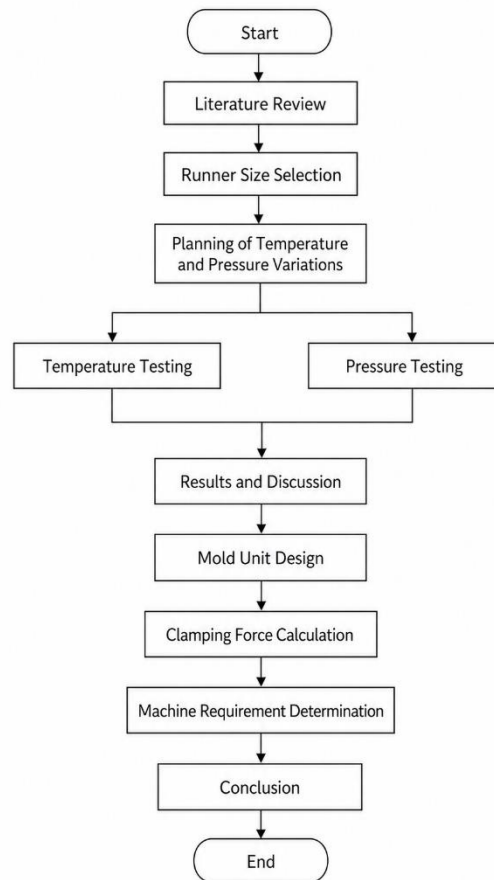 Start
Literature Review
Runner Size Selection
Planning of Temperature
and Pressure Variations
Temperature Testing
Pressure Testing
Results and Discussion
Mold Unit Design
Clamping Force Calculation
Machine Requirement Determination
Conclusion
End